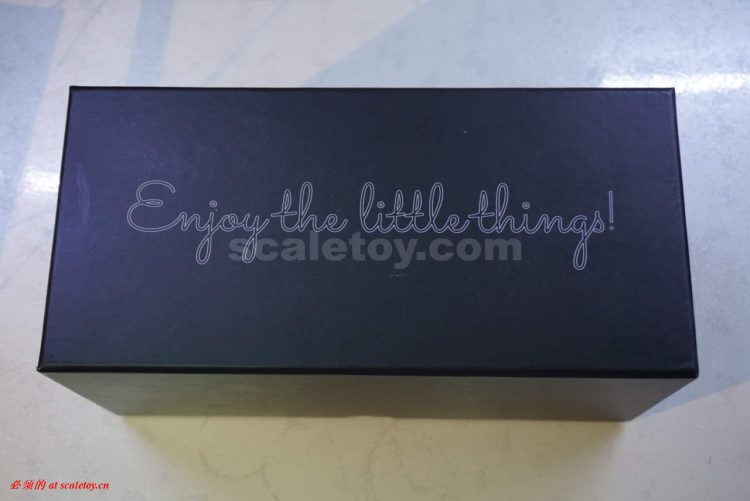 Enjoy the little things!
scaletoy.com
必须的 at scaletoy.cn